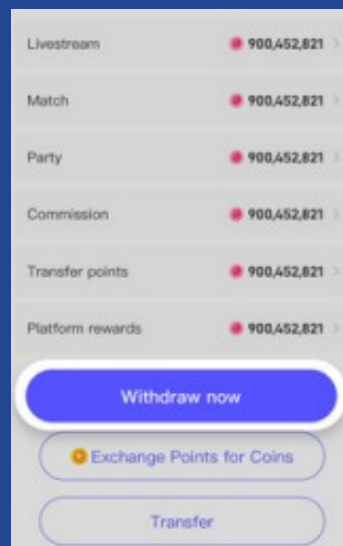 Livestream 900,452,821
Match 900,452,821
Party 900,452,821
Commission 900,452,821
Transfer points 900,452,821
Platform rewards 900,452,821
Withdraw now
Exchange Points for Coins
Transfer